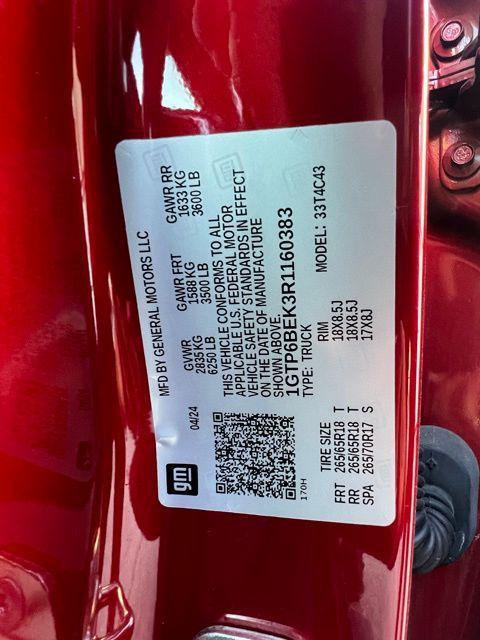 gm
04/24
MFD BY GENERAL MOTORS LLC
GVWR GAWR FRT GAWR RR
2835 KG 1588 KG 1633 KG
6250 LB 3500 LB 3600 LB
THIS VEHICLE CONFORMS TO ALL
APPLICABLE U.S. FEDERAL MOTOR
VEHICLE SAFETY STANDARDS IN EFFECT
ON THE DATE OF MANUFACTURE
SHOWN ABOVE.
1GTP6BEK3R1160383
TYPE: TRUCK MODEL: 33T4C43
170H
TIRE SIZE RIM
FRT 265/65R18 T 18X8.5J
RR 265/65R18 T 18X8.5J
SPA 265/70R17 S 17X8J